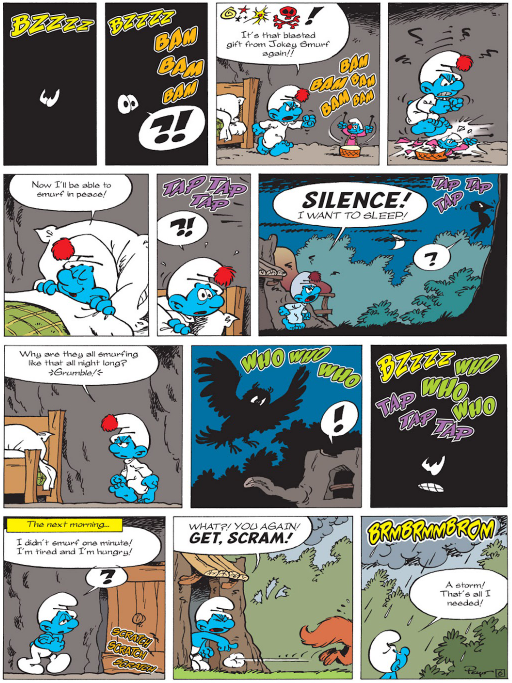 BZZZZ
BZZZZ
BAM
BAM
BAM
?!
!
It's that blasted
gift from Jokey Smurf
again!!
BAM
BAM BAM
BAM BAM
Now I'll be able to
smurf in peace!
TAP TAP
TAP
?!
SILENCE!
I WANT TO SLEEP!
TAP TAP
TAP
?
Why are they all smurfing
like that all night long?
Grumble!
WHO WHO
WHO
!
BZZZZ WHO
WHO
TAP WHO
TAP TAP
The next morning...
I didn't smurf one minute!
I'm tired and I'm hungry!
?
SCRATCH
SCRATCH
SCRATCH
WHAT?! YOU AGAIN!
GET, SCRAM!
BRMBRMMBROM
A storm!
That's all I
needed!
Peyo